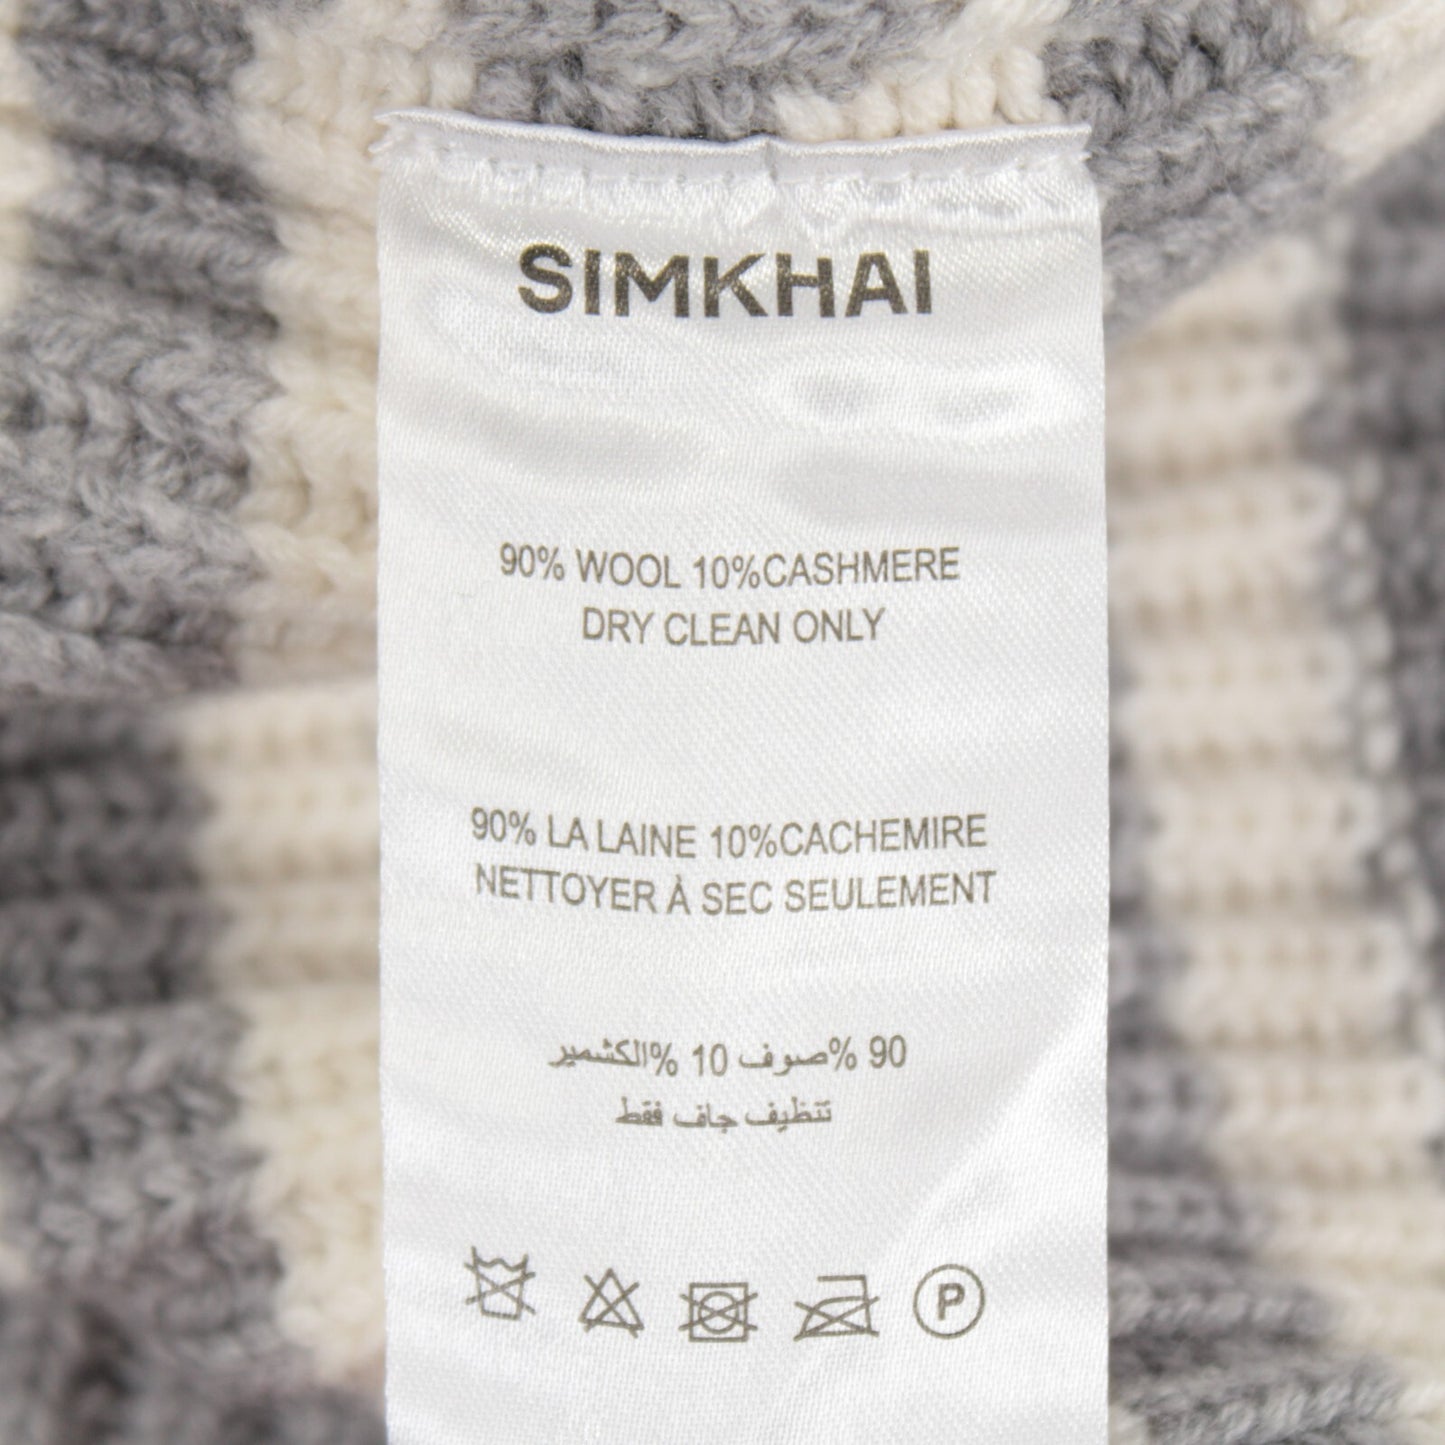 SIMKHAI
90% WOOL 10%CASHMERE
DRY CLEAN ONLY
90% LA LAINE 10%CACHEMIRE
NETTOYER À SEC SEULEMENT
90 %صوف 10 %الكشمير
تنظيف جاف فقط
P